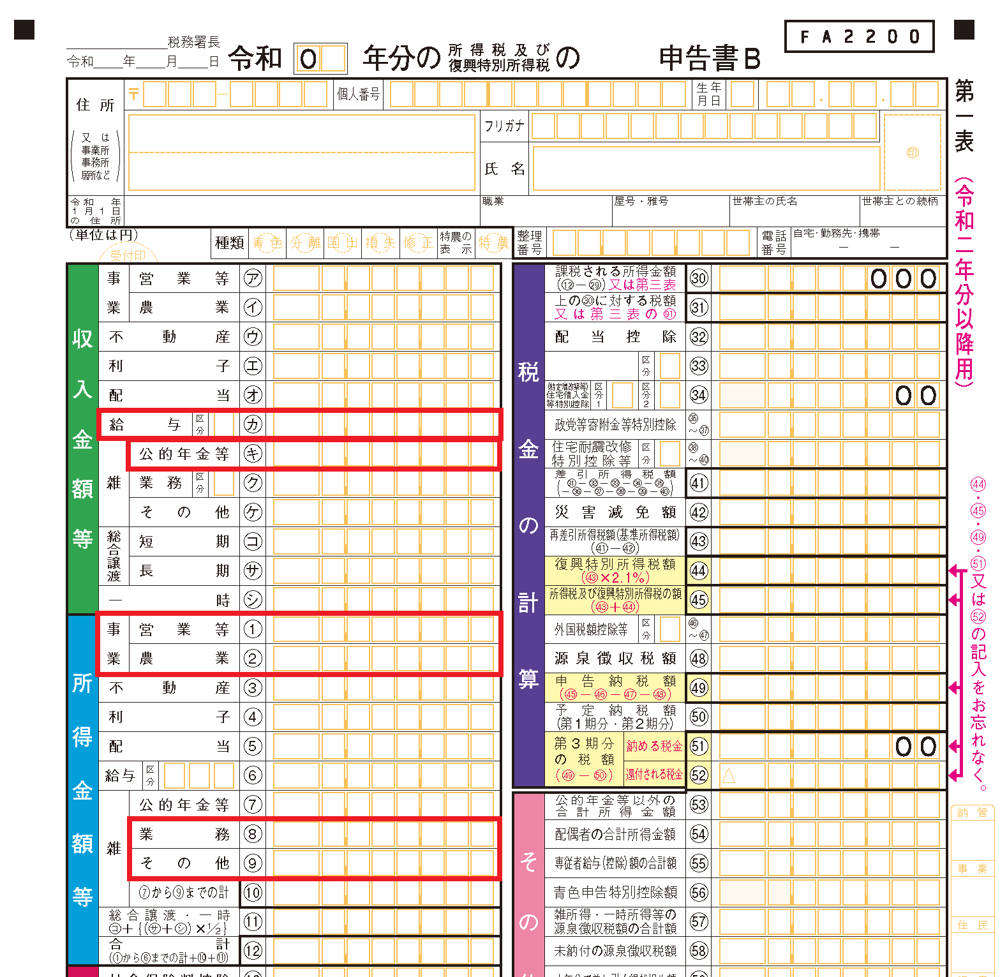 税務署長
令和 年 月 日
令和 0 年分の 所得税及び復興特別所得税 の 申告書B
FA2200
住所
(又は 事業所 事務所 居所など)
〒
個人番号
生年月日
フリガナ
氏名
印
令和 年 1月1日 の住所
職業
屋号・雅号
世帯主の氏名
世帯主との続柄
(単位は円)
受付印
種類
青色 分離 国出 損失 修正
特農の表示
特農
整理番号
電話番号
自宅・勤務先・携帯
第一表
(令和二年分以降用)
収入金額等
事業 営業等 ア
農業 イ
不動産 ウ
利子 エ
配当 オ
給与 区分 カ
雑 公的年金等 キ
業務 区分 ク
その他 ケ
総合譲渡 短期 コ
長期 サ
一時 シ
所得金額等
事業 営業等 ①
農業 ②
不動産 ③
利子 ④
配当 ⑤
給与 区分 ⑥
雑 公的年金等 ⑦
業務 ⑧
その他 ⑨
⑦から⑨までの計 ⑩
総合譲渡・一時
コ+{(サ+シ)×1/2} ⑪
合計
(①から⑥までの計+⑩+⑪) ⑫
税金の計算
課税される所得金額
(⑫-㉙)又は第三表 ㉚ 000
上の㉚に対する税額
又は第三表の91 ㉛
配当控除 ㉜
区分 ㉝
(特定増改築等)
住宅借入金等特別控除 区分1 区分2 ㉞ 00
政党等寄附金等特別控除 ㉟~㊲
住宅耐震改修特別控除等 区分 ㊳~㊵
差引所得税額
(㉛-㉜-㉝-㉞-㉟
-㊱-㊲-㊳-㊴-㊵) ㊶
災害減免額 ㊷
再差引所得税額(基準所得税額)
(㊶-㊷) ㊸
復興特別所得税額
(㊸×2.1%) ㊹
所得税及び復興特別所得税の額
(㊸+㊹) ㊺
外国税額控除等 区分 ㊻~㊼
源泉徴収税額 ㊽
申告納税額
(㊺-㊻-㊼-㊽) ㊾
予定納税額
(第1期分・第2期分) ㊿
第3期分の税額
(㊾-㊿)
納める税金 51 00
還付される税金 52 △
その
公的年金等以外の合計所得金額 53
配偶者の合計所得金額 54
専従者給与(控除)額の合計額 55
青色申告特別控除額 56
雑所得・一時所得等の源泉徴収税額の合計額 57
未納付の源泉徴収税額 58
㊹・㊺・㊾・51又は52の記入をお忘れなく。
納管
事業
住民